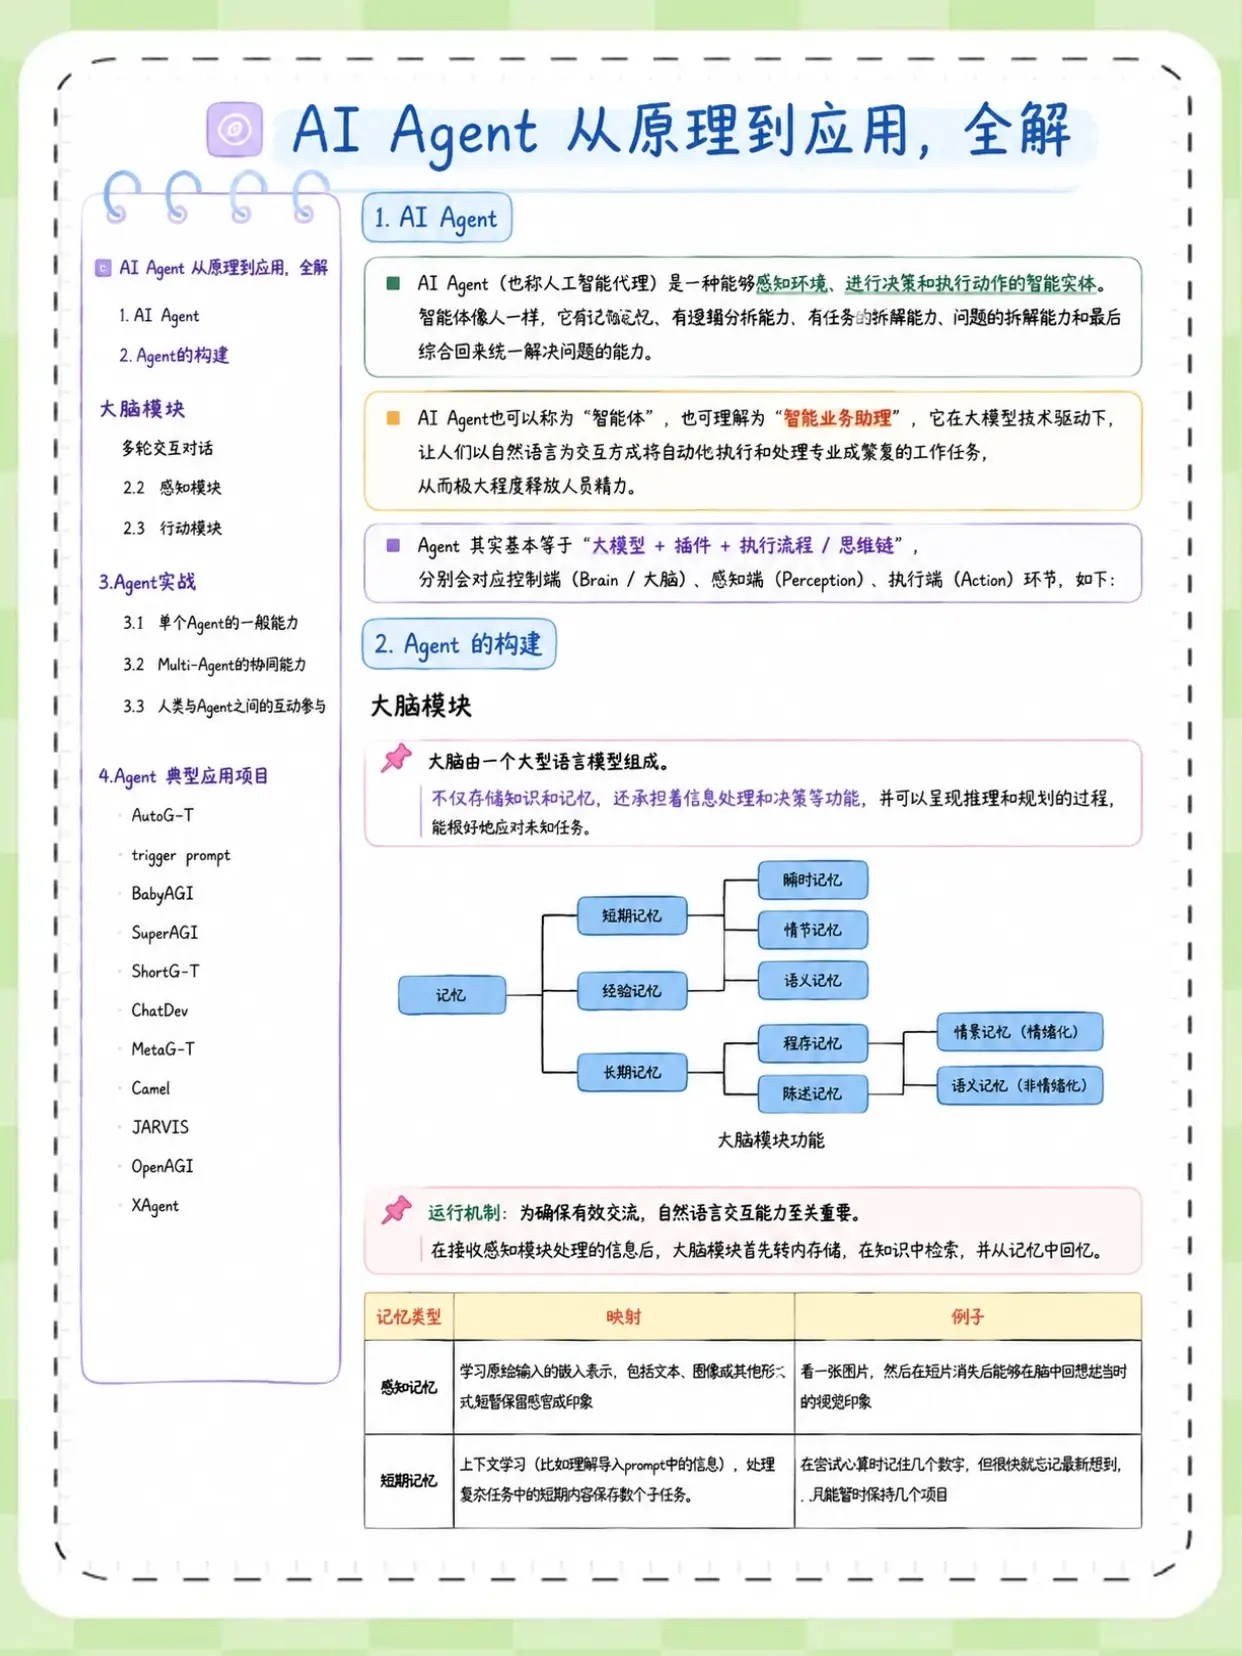 AI Agent 从原理到应用，全解
AI Agent 从原理到应用，全解
1. AI Agent
2. Agent的构建
大脑模块
多轮交互对话
2.2 感知模块
2.3 行动模块
3.Agent实战
3.1 单个Agent的一般能力
3.2 Multi-Agent的协同能力
3.3 人类与Agent之间的互动参与
4.Agent 典型应用项目
AutoG-T
trigger prompt
BabyAGI
SuperAGI
ShortG-T
ChatDev
MetaG-T
Camel
JARVIS
OpenAGI
XAgent
1. AI Agent
AI Agent（也称人工智能代理）是一种能够感知环境、进行决策和执行动作的智能实体。
智能体像人一样，它有记忆、有逻辑分拆能力、有任务的拆解能力、问题的拆解能力和最后
综合回来统一解决问题的能力。
AI Agent也可以称为“智能体”，也可理解为“智能业务助理”，它在大模型技术驱动下，
让人们以自然语言为交互方式将自动化执行和处理专业或繁复的工作任务，
从而极大程度释放人员精力。
Agent 其实基本等于“大模型 + 插件 + 执行流程 / 思维链”，
分别会对应控制端（Brain / 大脑）、感知端（Perception）、执行端（Action）环节，如下：
2. Agent 的构建
大脑模块
大脑由一个大型语言模型组成。
不仅存储知识和记忆，还承担着信息处理和决策等功能，并可以呈现推理和规划的过程，
能很好地应对未知任务。
记忆
短期记忆
经验记忆
长期记忆
瞬时记忆
情节记忆
语义记忆
程存记忆
陈述记忆
情景记忆（情绪化）
语义记忆（非情绪化）
大脑模块功能
运行机制：为确保有效交流，自然语言交互能力至关重要。
在接收感知模块处理的信息后，大脑模块首先转内存储，在知识中检索，并从记忆中回忆。
记忆类型 映射 例子
感知记忆
学习原始输入的嵌入表示，包括文本、图像或其他形
式短暂保留感官成印象
看一张图片，然后在短片消失后能够在脑中回想起当时
的视觉印象
短期记忆
上下文学习（比如理解导入prompt中的信息），处理
复杂任务中的短期内容保存数个子任务。
在尝试心算时记住几个数字，但很快就忘记最新想到，
只能暂时保持几个项目